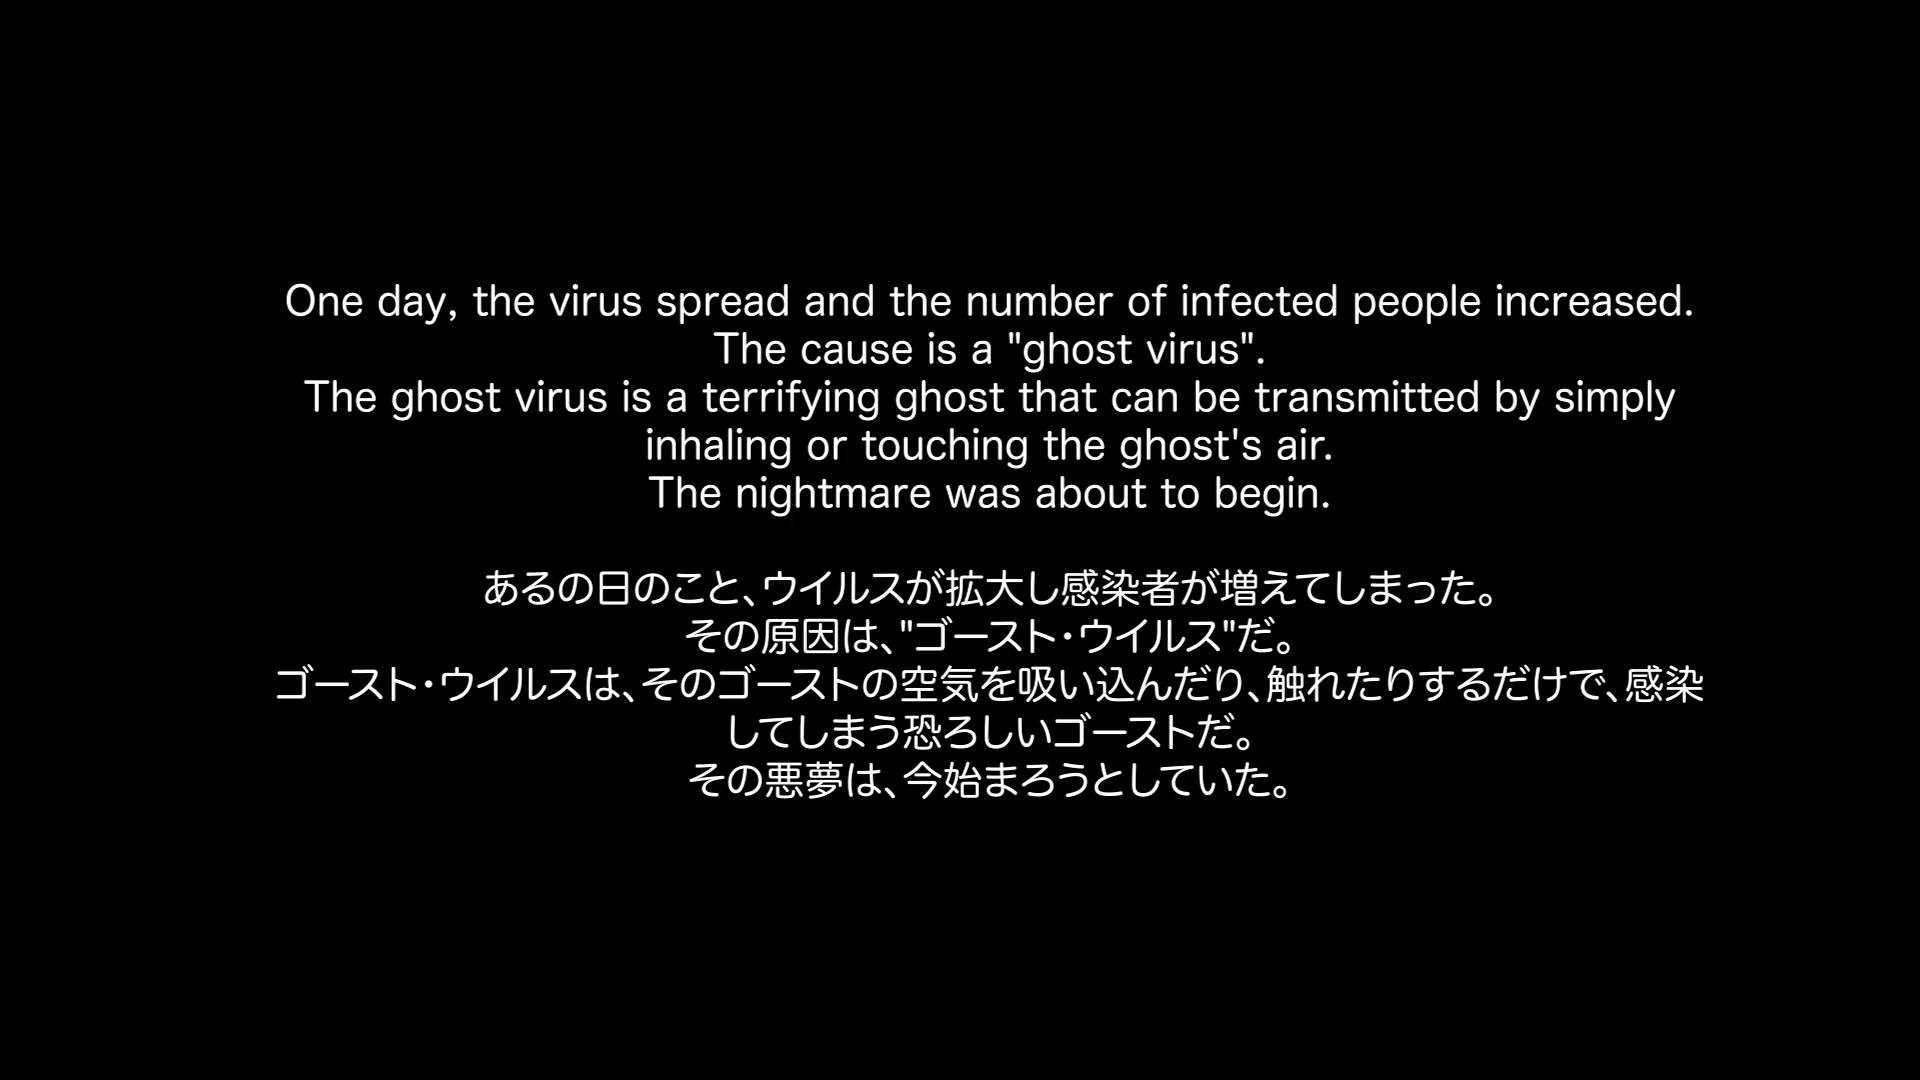 One day, the virus spread and the number of infected people increased.
The cause is a "ghost virus".
The ghost virus is a terrifying ghost that can be transmitted by simply
inhaling or touching the ghost's air.
The nightmare was about to begin.
あるの日のこと、ウイルスが拡大し感染者が増えてしまった。
その原因は、"ゴースト・ウイルス"だ。
ゴースト・ウイルスは、そのゴーストの空気を吸い込んだり、触れたりするだけで、感染
してしまう恐ろしいゴーストだ。
その悪夢は、今始まろうとしていた。